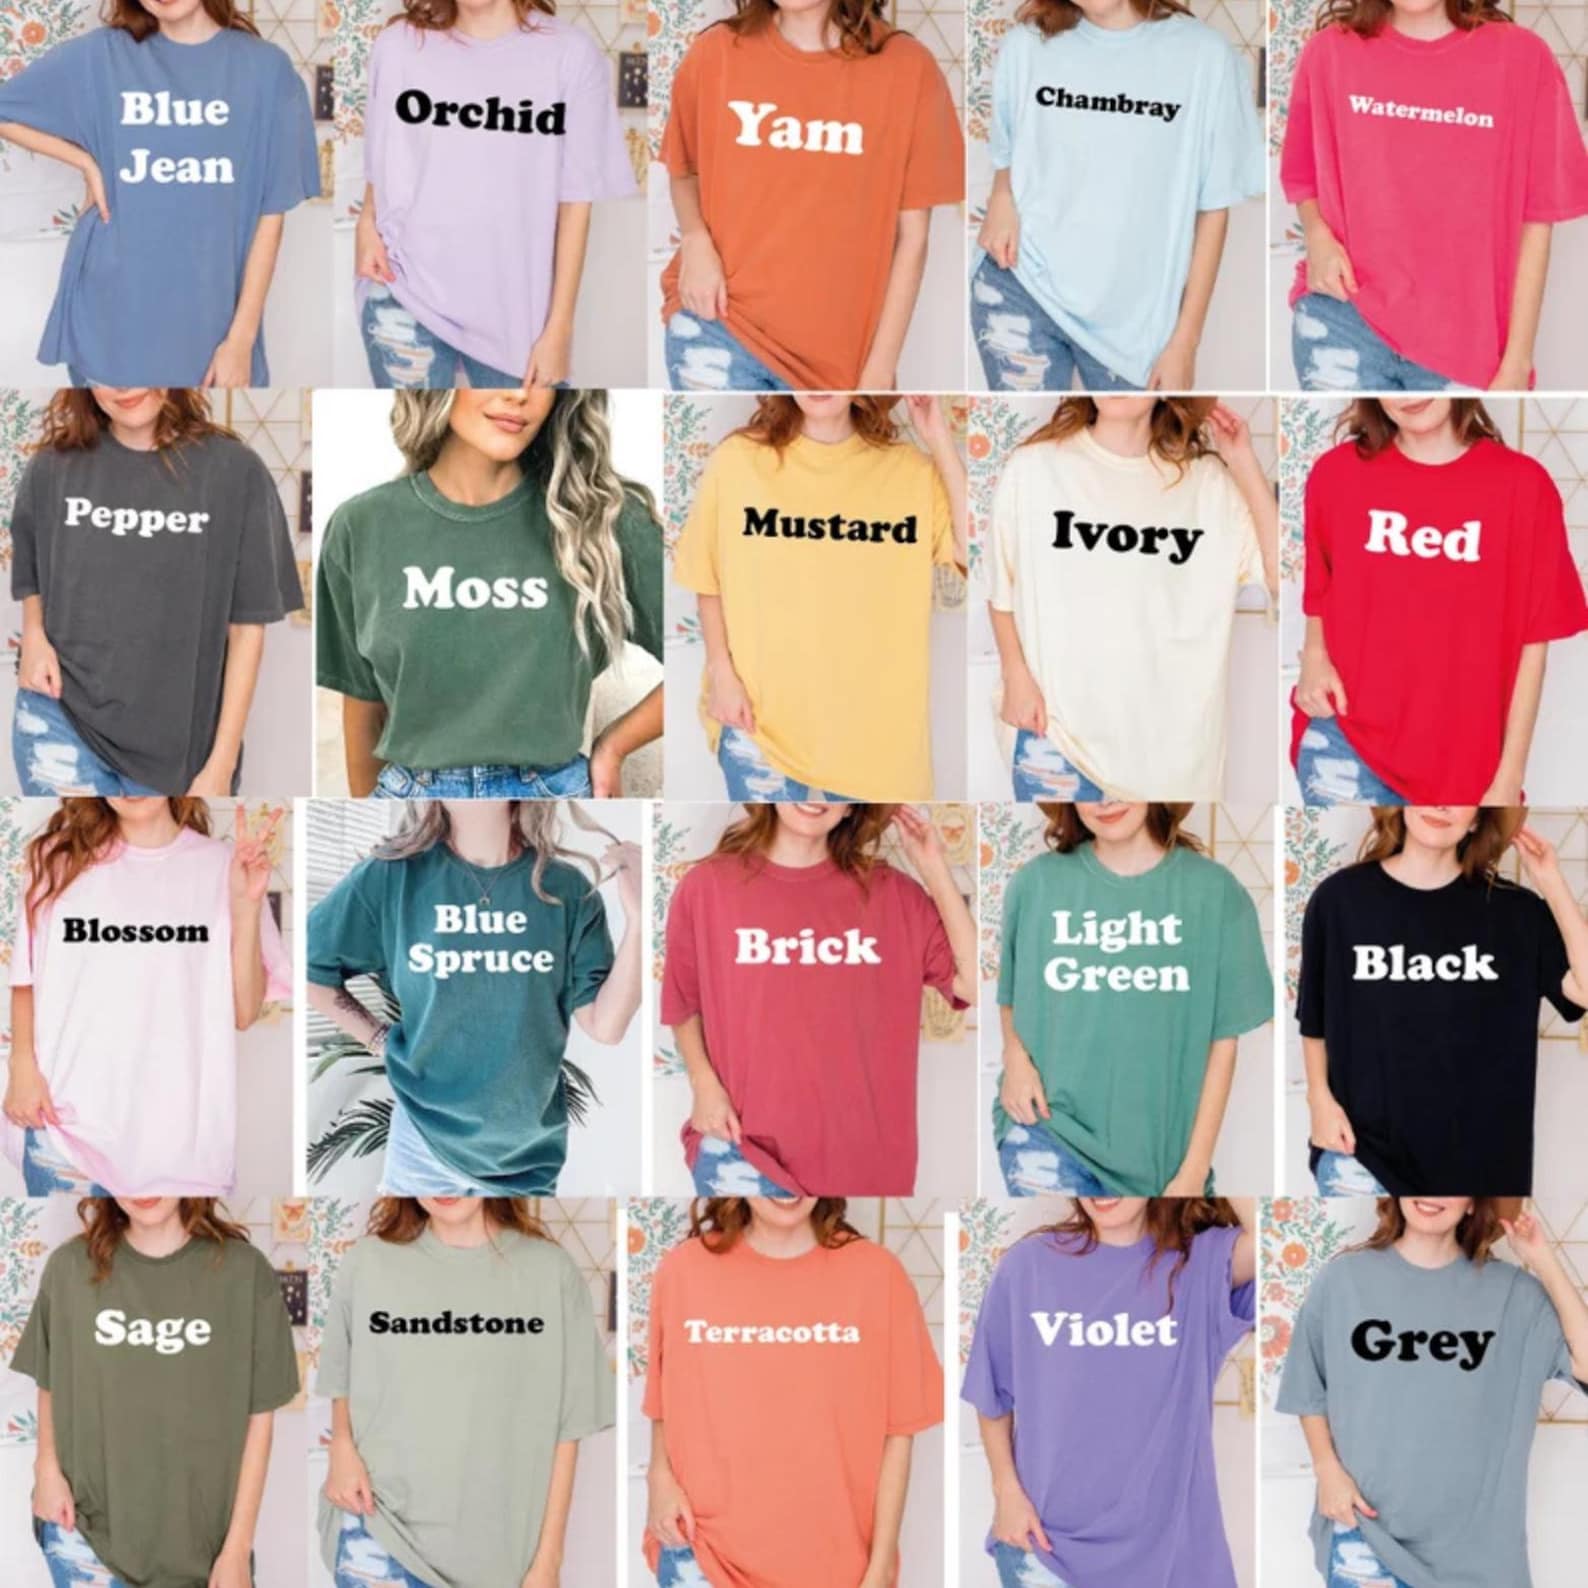 Blue
Jean
Orchid
Yam
Chambray
Watermelon
Pepper
Moss
Mustard
Ivory
Red
Blossom
Blue
Spruce
Brick
Light
Green
Black
Sage
Sandstone
Terracotta
Violet
Grey